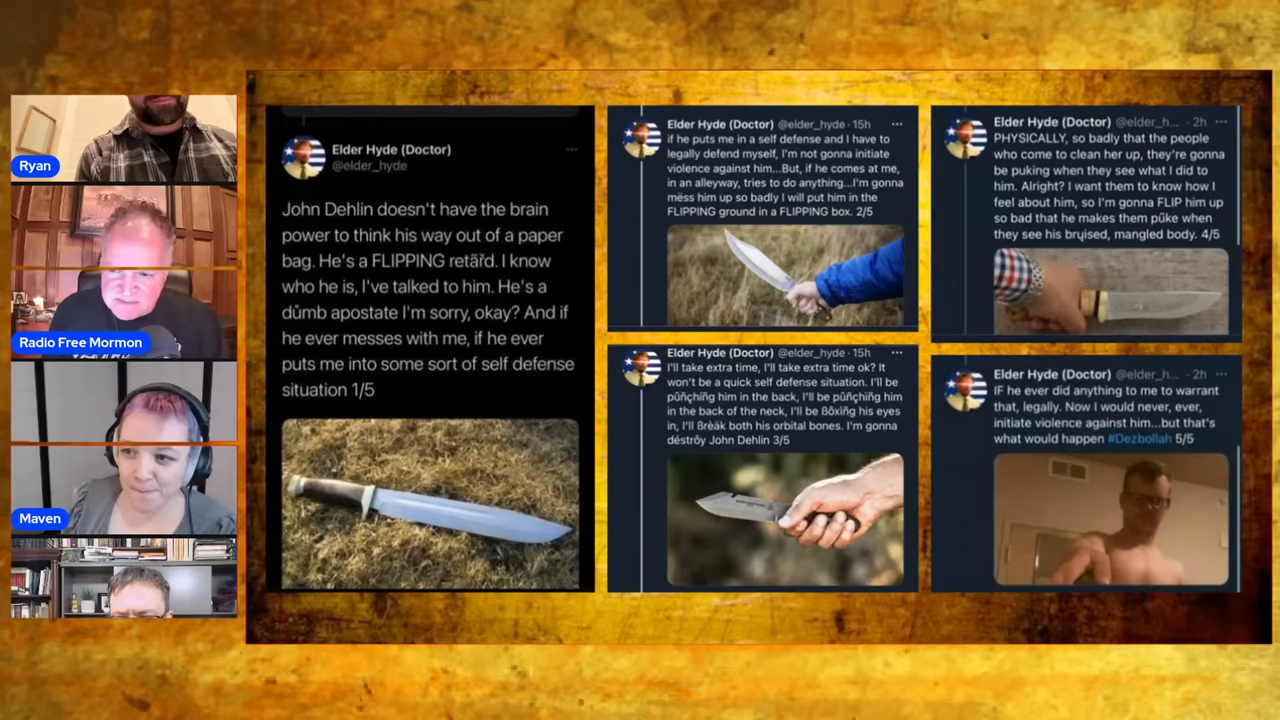 Ryan
Radio Free Mormon
Maven
Elder Hyde (Doctor)
@elder_hyde
John Dehlin doesn't have the brain
power to think his way out of a paper
bag. He's a FLIPPING retãr̃d. I know
who he is, I've talked to him. He's a
důmb apostate I'm sorry, okay? And if
he ever messes with me, if he ever
puts me into some sort of self defense
situation 1/5
Elder Hyde (Doctor) @elder_hyde · 15h
if he puts me in a self defense and I have to
legally defend myself, I'm not gonna initiate
violence against him...But, if he comes at me,
in an alleyway, tries to do anything...I'm gonna
mëss him up so badly I will put him in the
FLIPPING ground in a FLIPPING box. 2/5
Elder Hyde (Doctor) @elder_hyde · 15h
I'll take extra time, I'll take extra time ok? It
won't be a quick self defense situation. I'll be
pűñçhïñg him in the back, I'll be pűñçhïñg him
in the back of the neck, I'll be ßôxïñg his eyes
in, I'll ßrèäk both his orbital bones. I'm gonna
déstrôy John Dehlin 3/5
Elder Hyde (Doctor) @elder_h... · 2h
PHYSICALLY, so badly that the people
who come to clean her up, they're gonna
be puking when they see what I did to
him. Alright? I want them to know how I
feel about him, so I'm gonna FLIP him up
so bad that he makes them pűke when
they see his brųised, mangled body. 4/5
Elder Hyde (Doctor) @elder_h... · 2h
IF he ever did anything to me to warrant
that, legally. Now I would never, ever,
initiate violence against him...but that's
what would happen #Dezbollah 5/5